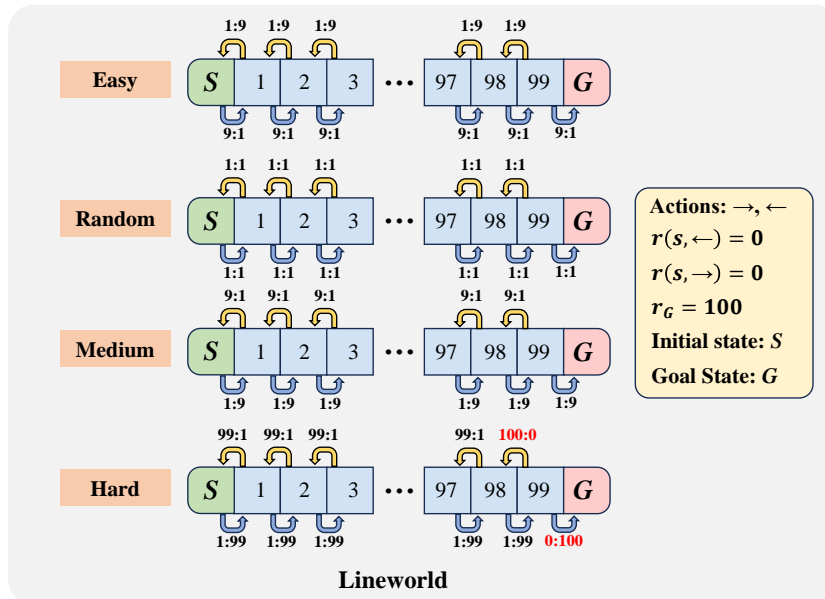 1:9 1:9 1:9 1:9 1:9
Easy S 1 2 3 ••• 97 98 99 G
9:1 9:1 9:1 9:1 9:1 9:1
1:1 1:1 1:1 1:1 1:1
Random S 1 2 3 ••• 97 98 99 G
1:1 1:1 1:1 1:1 1:1 1:1
9:1 9:1 9:1 9:1 9:1
Medium S 1 2 3 ••• 97 98 99 G
1:9 1:9 1:9 1:9 1:9 1:9
99:1 99:1 99:1 99:1 100:0
Hard S 1 2 3 ••• 97 98 99 G
1:99 1:99 1:99 1:99 1:99 0:100
Actions: →, ←
r(s, ←) = 0
r(s, →) = 0
r_G = 100
Initial state: S
Goal State: G
Lineworld